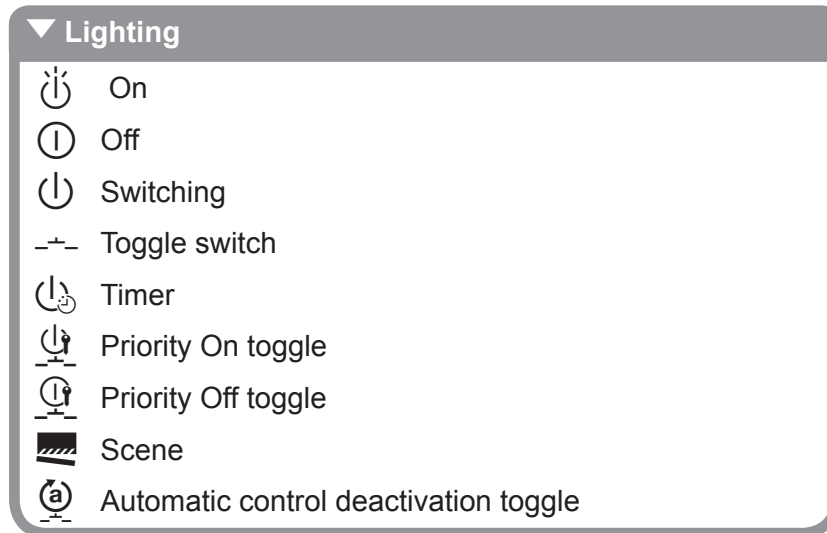 Lighting
On
Off
Switching
Toggle switch
Timer
Priority On toggle
Priority Off toggle
Scene
a Automatic control deactivation toggle